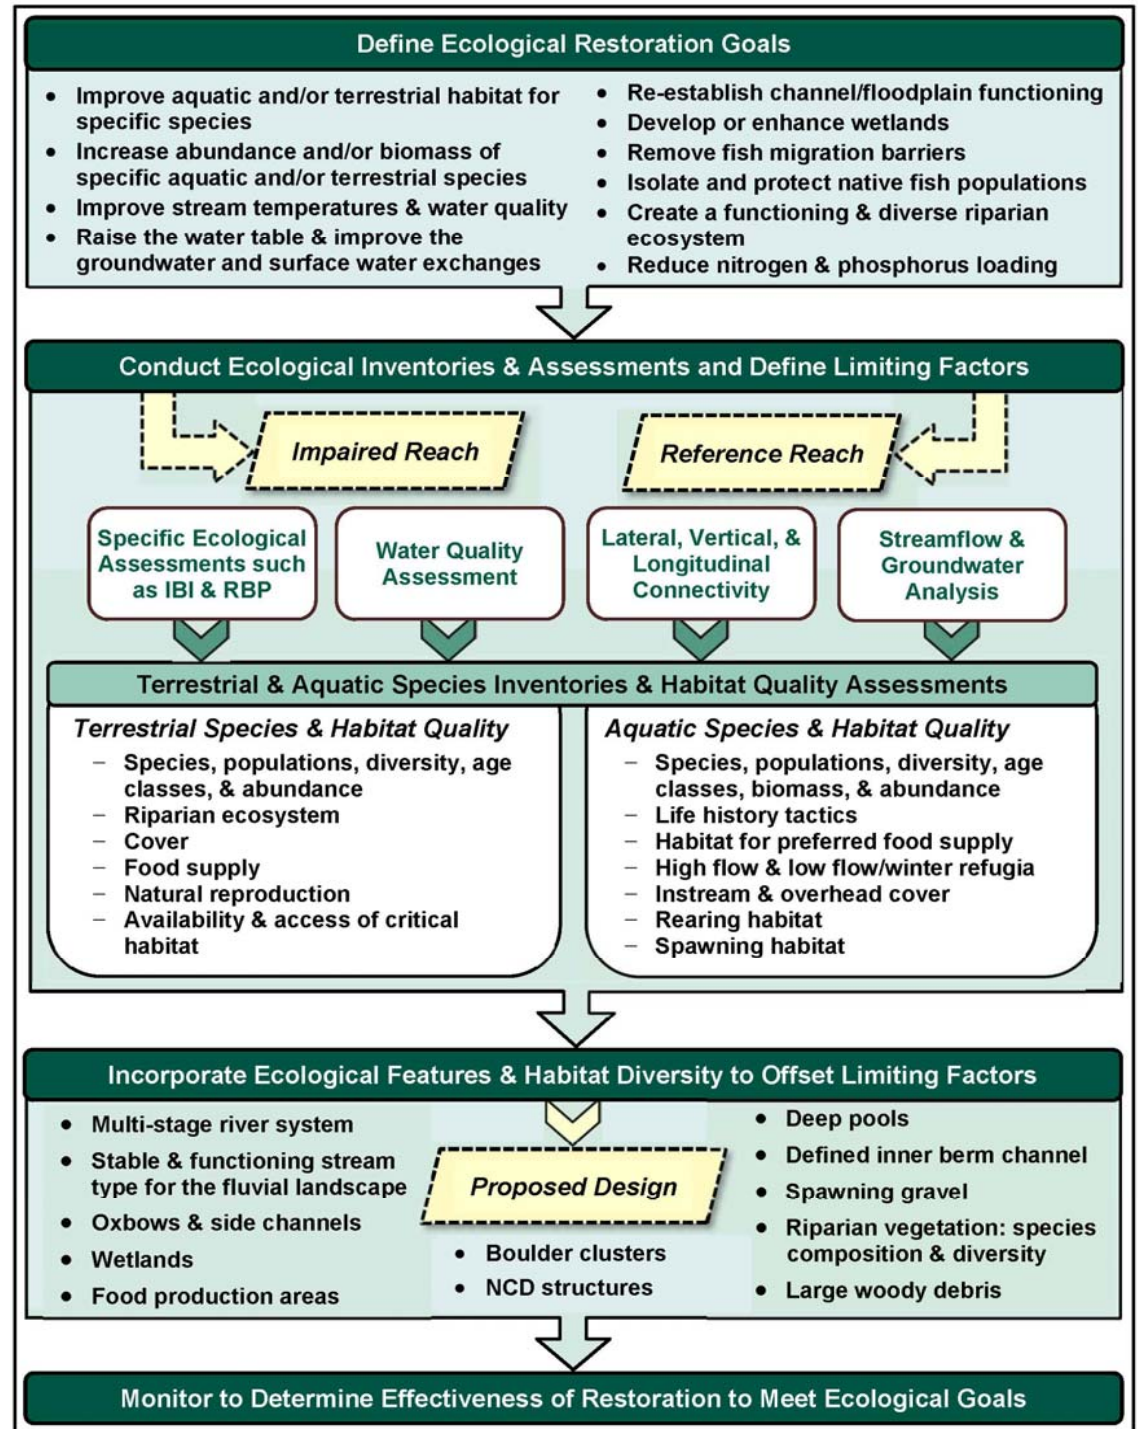 Define Ecological Restoration Goals
• Improve aquatic and/or terrestrial habitat for
specific species
• Increase abundance and/or biomass of
specific aquatic and/or terrestrial species
• Improve stream temperatures & water quality
• Raise the water table & improve the
groundwater and surface water exchanges
• Re-establish channel/floodplain functioning
• Develop or enhance wetlands
• Remove fish migration barriers
• Isolate and protect native fish populations
• Create a functioning & diverse riparian
ecosystem
• Reduce nitrogen & phosphorus loading
Conduct Ecological Inventories & Assessments and Define Limiting Factors
Impaired Reach
Reference Reach
Specific Ecological
Assessments such
as IBI & RBP
Water Quality
Assessment
Lateral, Vertical, &
Longitudinal
Connectivity
Streamflow &
Groundwater
Analysis
Terrestrial & Aquatic Species Inventories & Habitat Quality Assessments
Terrestrial Species & Habitat Quality
– Species, populations, diversity, age
classes, & abundance
– Riparian ecosystem
– Cover
– Food supply
– Natural reproduction
– Availability & access of critical
habitat
Aquatic Species & Habitat Quality
– Species, populations, diversity, age
classes, biomass, & abundance
– Life history tactics
– Habitat for preferred food supply
– High flow & low flow/winter refugia
– Instream & overhead cover
– Rearing habitat
– Spawning habitat
Incorporate Ecological Features & Habitat Diversity to Offset Limiting Factors
• Multi-stage river system
• Stable & functioning stream
type for the fluvial landscape
• Oxbows & side channels
• Wetlands
• Food production areas
Proposed Design
• Boulder clusters
• NCD structures
• Deep pools
• Defined inner berm channel
• Spawning gravel
• Riparian vegetation: species
composition & diversity
• Large woody debris
Monitor to Determine Effectiveness of Restoration to Meet Ecological Goals